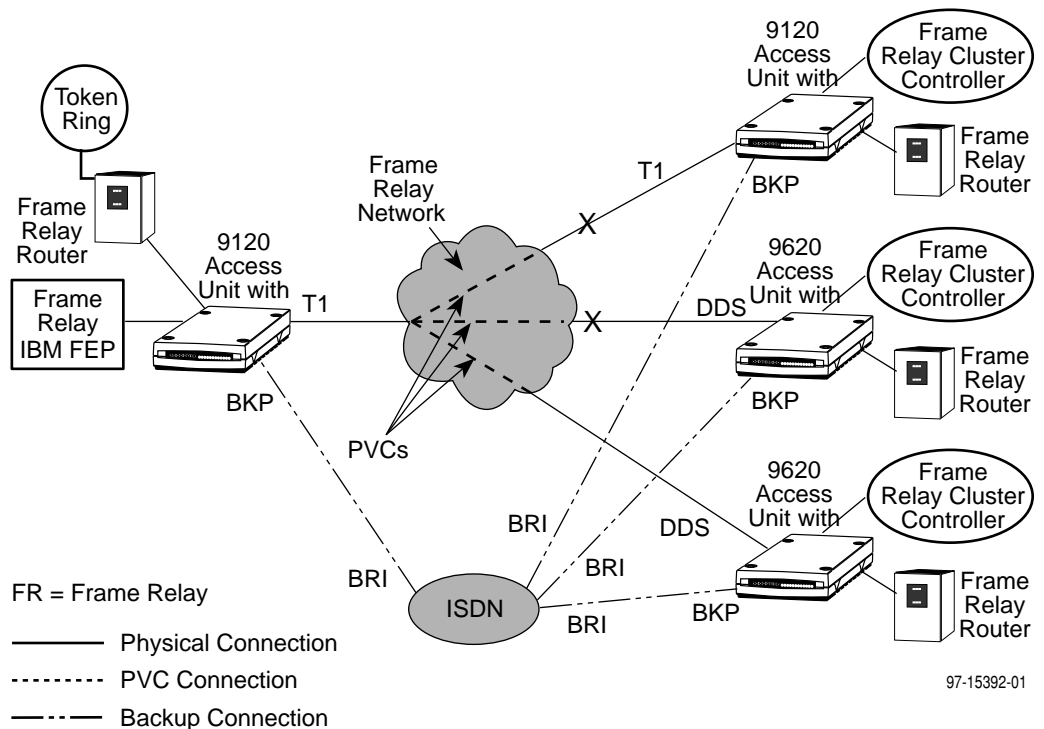 9120
Access
Unit with
Frame
Relay Cluster
Controller
Token
Ring
Frame
Relay
Router
Frame
Relay
Network
T1
X
BKP
Frame
Relay
Router
9120
Access
Unit with
Frame
Relay
IBM FEP
T1
BKP
PVCs
9620
Access
Unit with
Frame
Relay Cluster
Controller
X
DDS
BKP
Frame
Relay
Router
9620
Access
Unit with
Frame
Relay Cluster
Controller
DDS
BKP
Frame
Relay
Router
BRI
BRI
BRI
BRI
ISDN
FR = Frame Relay
Physical Connection
PVC Connection
Backup Connection
97-15392-01